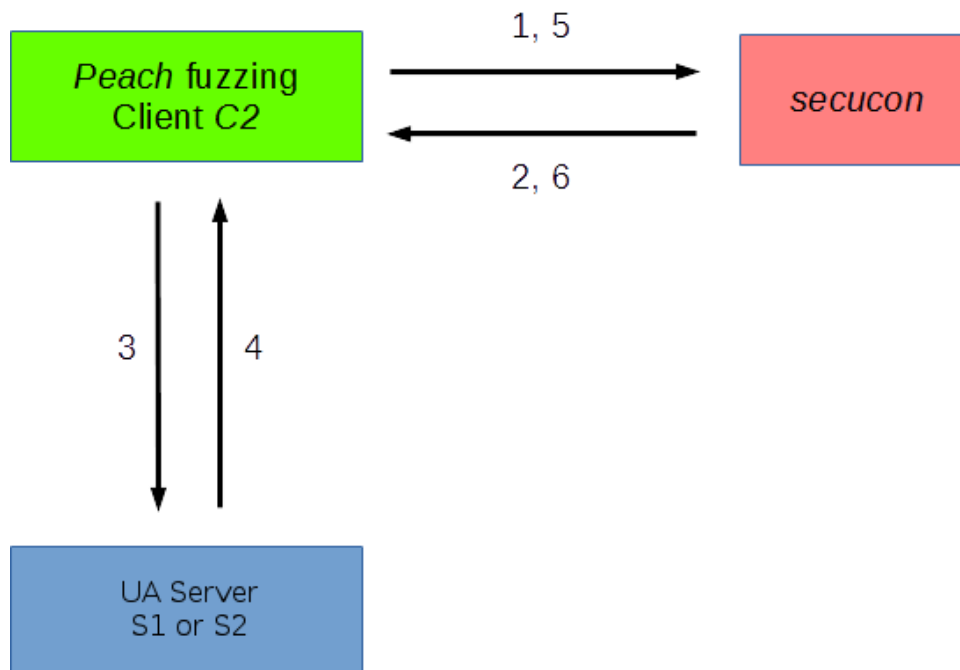 1, 5
Peach fuzzing
Client C2
secucon
2, 6
3
4
UA Server
S1 or S2